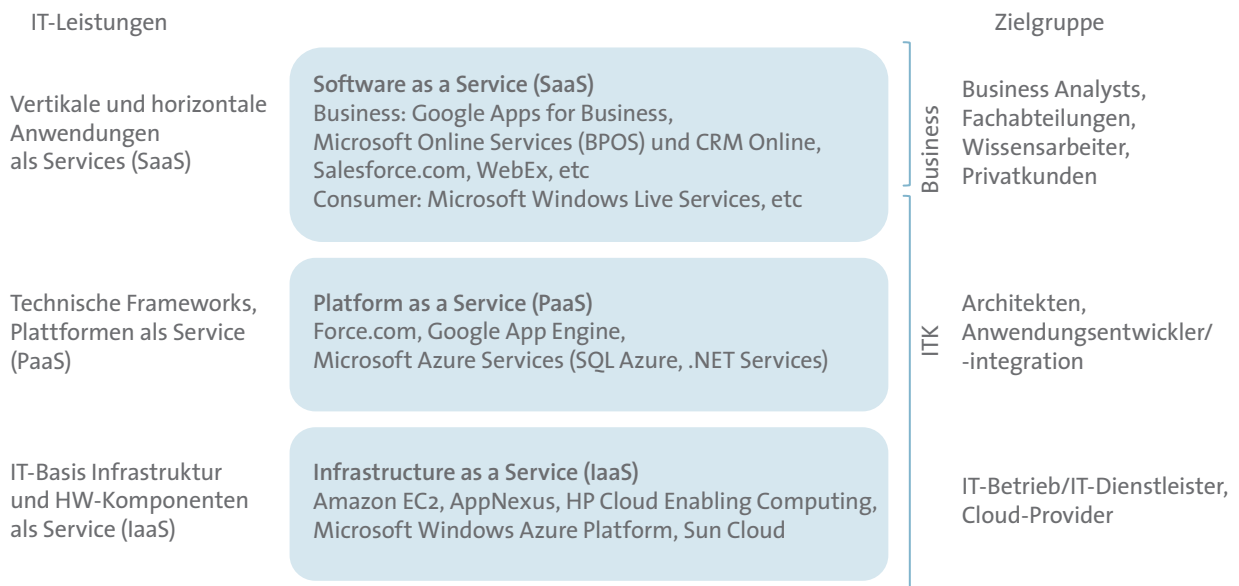 IT-Leistungen
Zielgruppe
Vertikale und horizontale
Anwendungen
als Services (SaaS)
Software as a Service (SaaS)
Business: Google Apps for Business,
Microsoft Online Services (BPOS) und CRM Online,
Salesforce.com, WebEx, etc
Consumer: Microsoft Windows Live Services, etc
Business
Business Analysts,
Fachabteilungen,
Wissensarbeiter,
Privatkunden
Technische Frameworks,
Plattformen als Service
(PaaS)
Platform as a Service (PaaS)
Force.com, Google App Engine,
Microsoft Azure Services (SQL Azure, .NET Services)
ITK
Architekten,
Anwendungsentwickler/
-integration
IT-Basis Infrastruktur
und HW-Komponenten
als Service (IaaS)
Infrastructure as a Service (IaaS)
Amazon EC2, AppNexus, HP Cloud Enabling Computing,
Microsoft Windows Azure Platform, Sun Cloud
IT-Betrieb/IT-Dienstleister,
Cloud-Provider